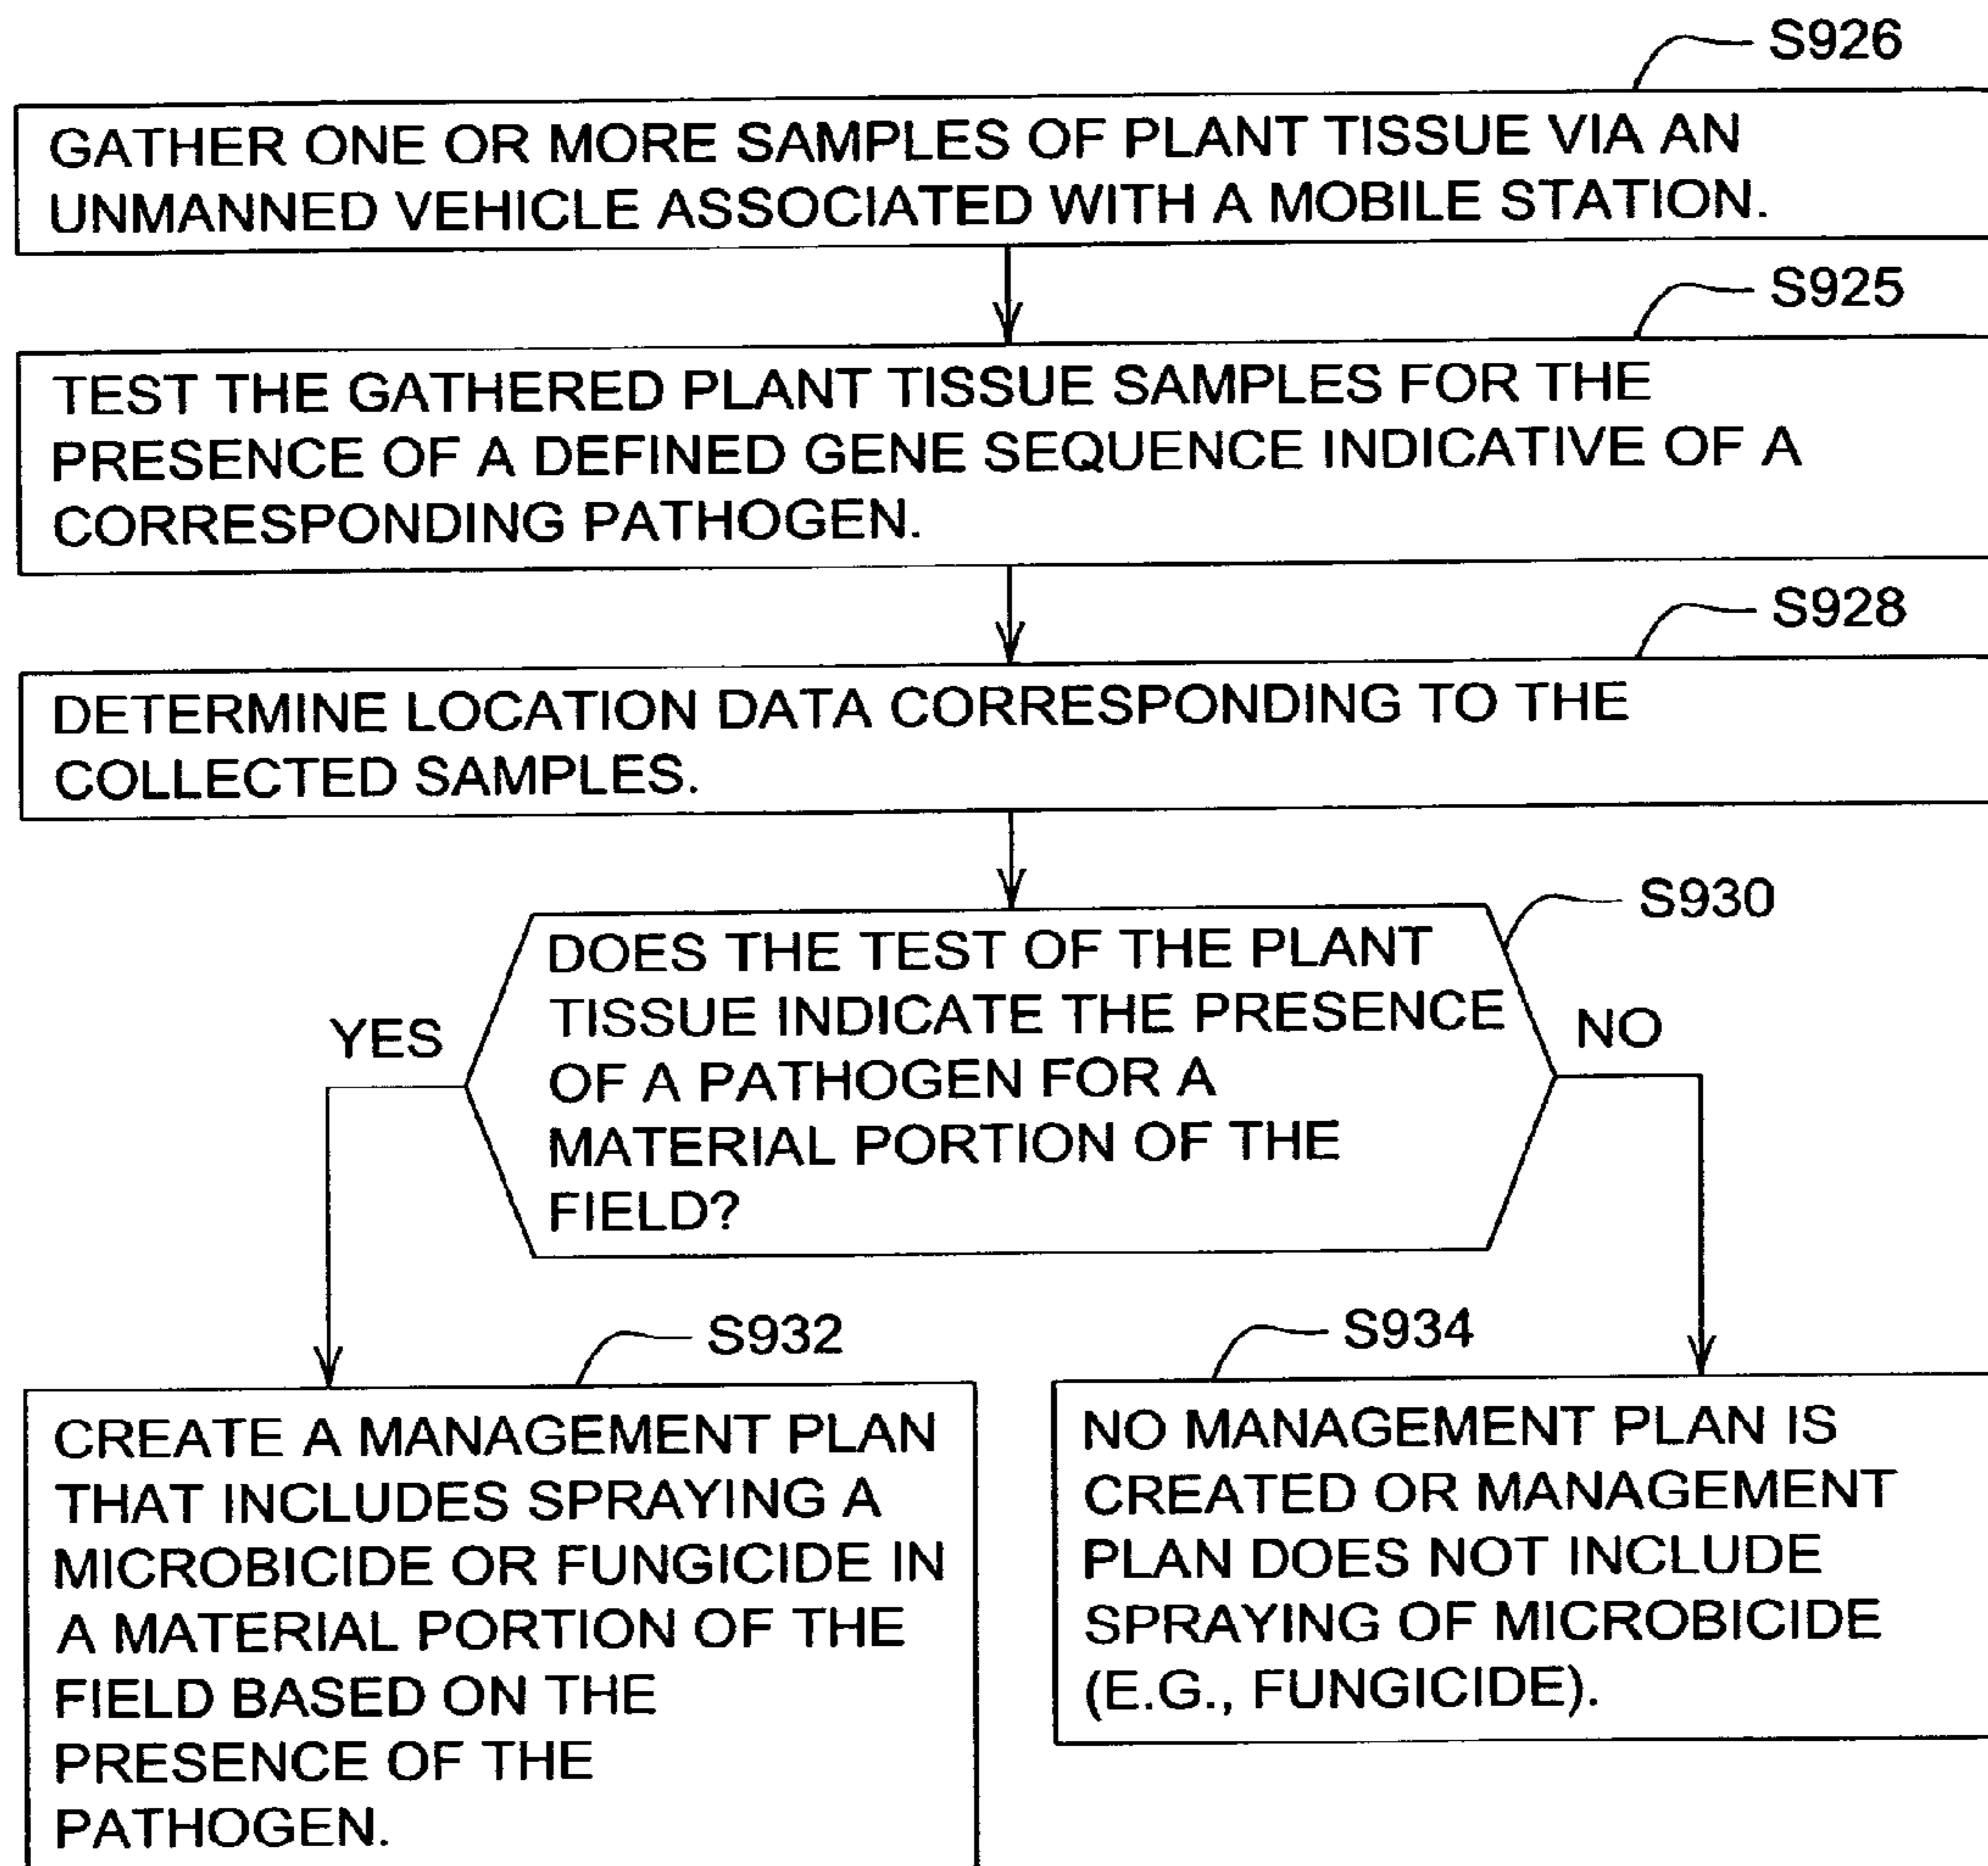 S926
GATHER ONE OR MORE SAMPLES OF PLANT TISSUE VIA AN
UNMANNED VEHICLE ASSOCIATED WITH A MOBILE STATION.
S925
TEST THE GATHERED PLANT TISSUE SAMPLES FOR THE
PRESENCE OF A DEFINED GENE SEQUENCE INDICATIVE OF A
CORRESPONDING PATHOGEN.
S928
DETERMINE LOCATION DATA CORRESPONDING TO THE
COLLECTED SAMPLES.
S930
DOES THE TEST OF THE PLANT
TISSUE INDICATE THE PRESENCE
OF A PATHOGEN FOR A
MATERIAL PORTION OF THE
FIELD?
YES
NO
S932
CREATE A MANAGEMENT PLAN
THAT INCLUDES SPRAYING A
MICROBICIDE OR FUNGICIDE IN
A MATERIAL PORTION OF THE
FIELD BASED ON THE
PRESENCE OF THE
PATHOGEN.
S934
NO MANAGEMENT PLAN IS
CREATED OR MANAGEMENT
PLAN DOES NOT INCLUDE
SPRAYING OF MICROBICIDE
(E.G., FUNGICIDE).